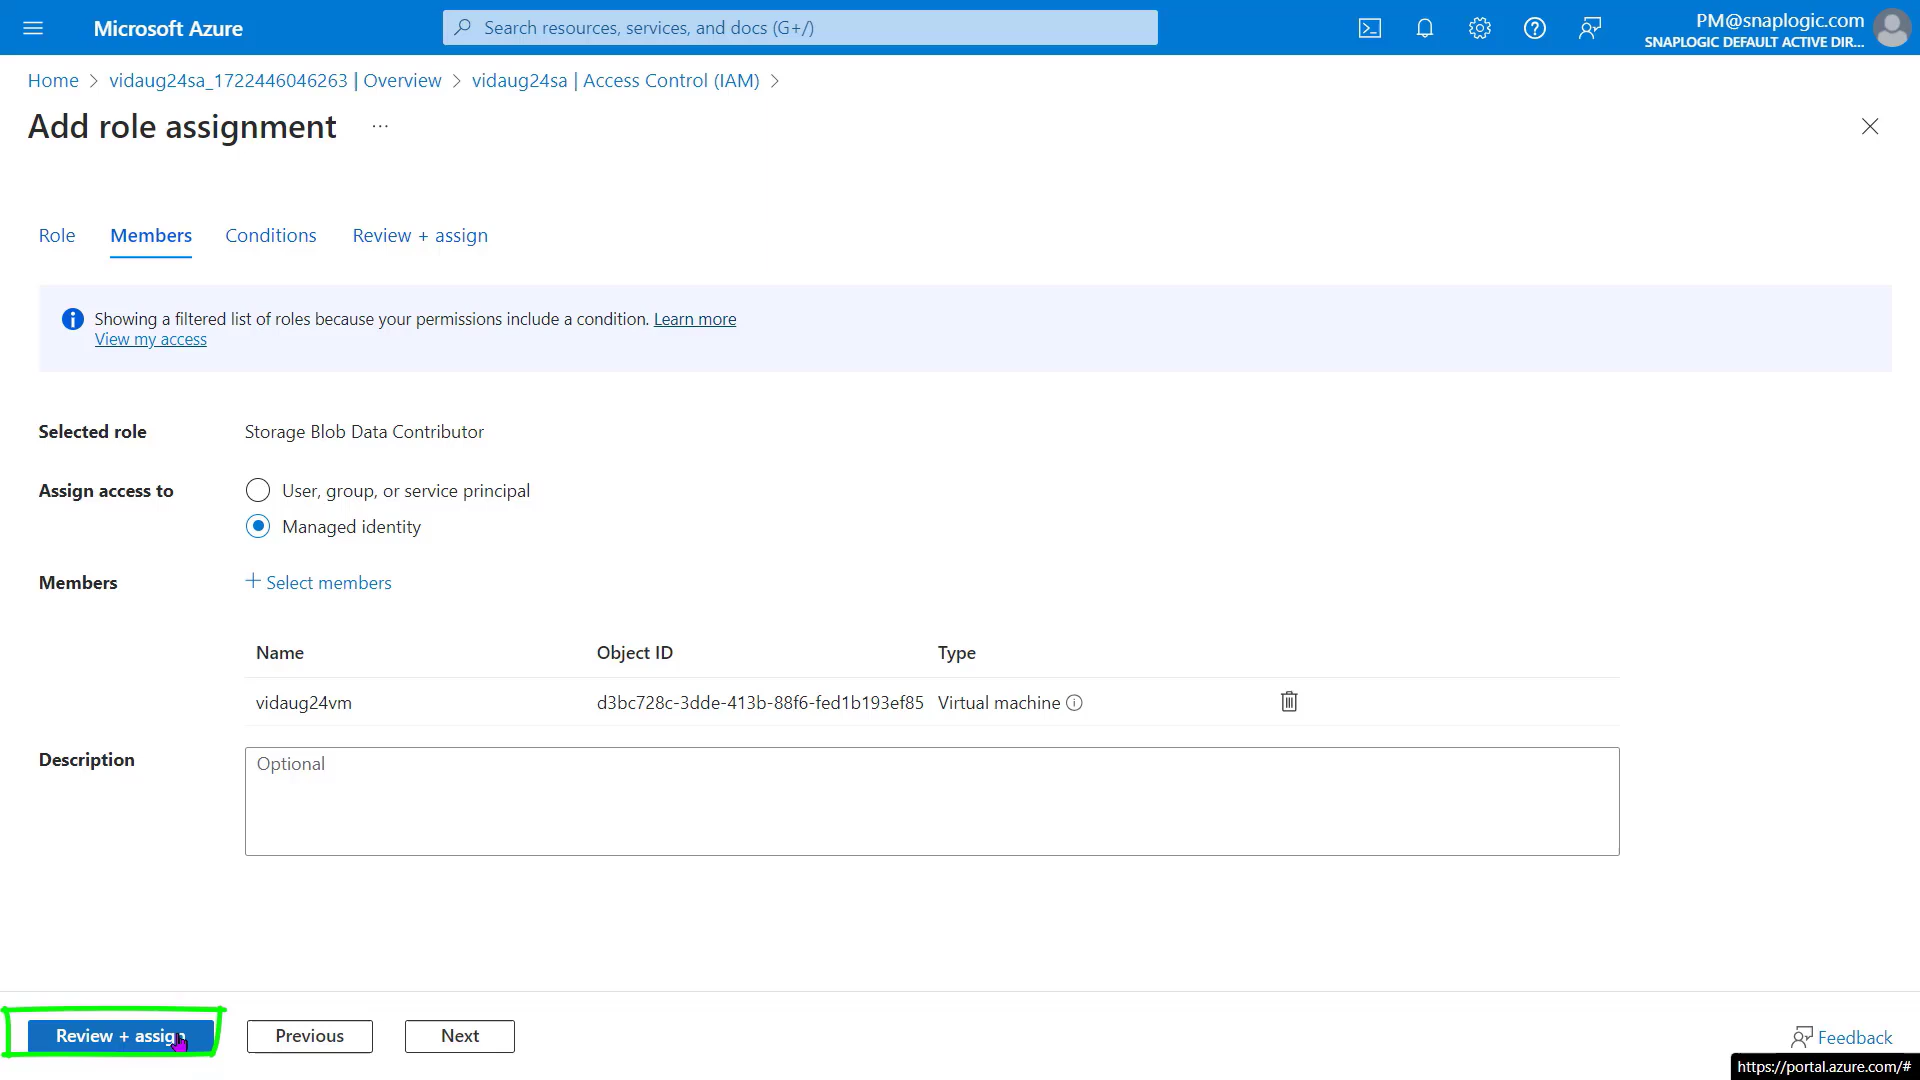 Microsoft Azure
Search resources, services, and docs (G+/)
PM@snaplogic.com
SNAPLOGIC DEFAULT ACTIVE DIR...
Home > vidaug24sa_1722446046263 | Overview > vidaug24sa | Access Control (IAM) >
Add role assignment ...
Role Members Conditions Review + assign
Showing a filtered list of roles because your permissions include a condition. Learn more
View my access
Selected role Storage Blob Data Contributor
Assign access to User, group, or service principal
Managed identity
Members + Select members
Name Object ID Type
vidaug24vm d3bc728c-3dde-413b-88f6-fed1b193ef85 Virtual machine
Description Optional
Review + assign Previous Next
Feedback
https://portal.azure.com/#